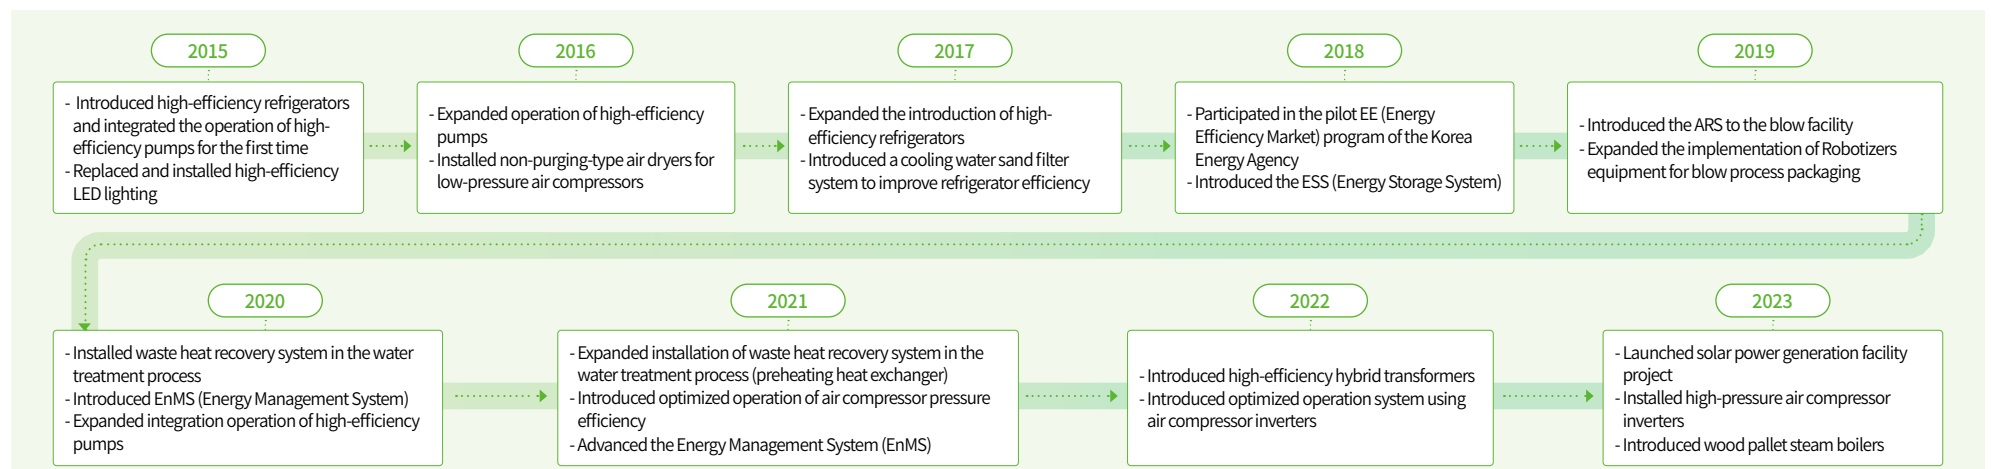 2015
- Introduced high-efficiency refrigerators
and integrated the operation of high-
efficiency pumps for the first time
- Replaced and installed high-efficiency
LED lighting
2016
- Expanded operation of high-efficiency
pumps
- Installed non-purging-type air dryers for
low-pressure air compressors
2017
- Expanded the introduction of high-
efficiency refrigerators
- Introduced a cooling water sand filter
system to improve refrigerator efficiency
2018
- Participated in the pilot EE (Energy
Efficiency Market) program of the Korea
Energy Agency
- Introduced the ESS (Energy Storage System)
2019
- Introduced the ARS to the blow facility
- Expanded the implementation of Robotizers
equipment for blow process packaging
2020
- Installed waste heat recovery system in the water
treatment process
- Introduced EnMS (Energy Management System)
- Expanded integration operation of high-efficiency
pumps
2021
- Expanded installation of waste heat recovery system in the
water treatment process (preheating heat exchanger)
- Introduced optimized operation of air compressor pressure
efficiency
- Advanced the Energy Management System (EnMS)
2022
- Introduced high-efficiency hybrid transformers
- Introduced optimized operation system using
air compressor inverters
2023
- Launched solar power generation facility
project
- Installed high-pressure air compressor
inverters
- Introduced wood pallet steam boilers